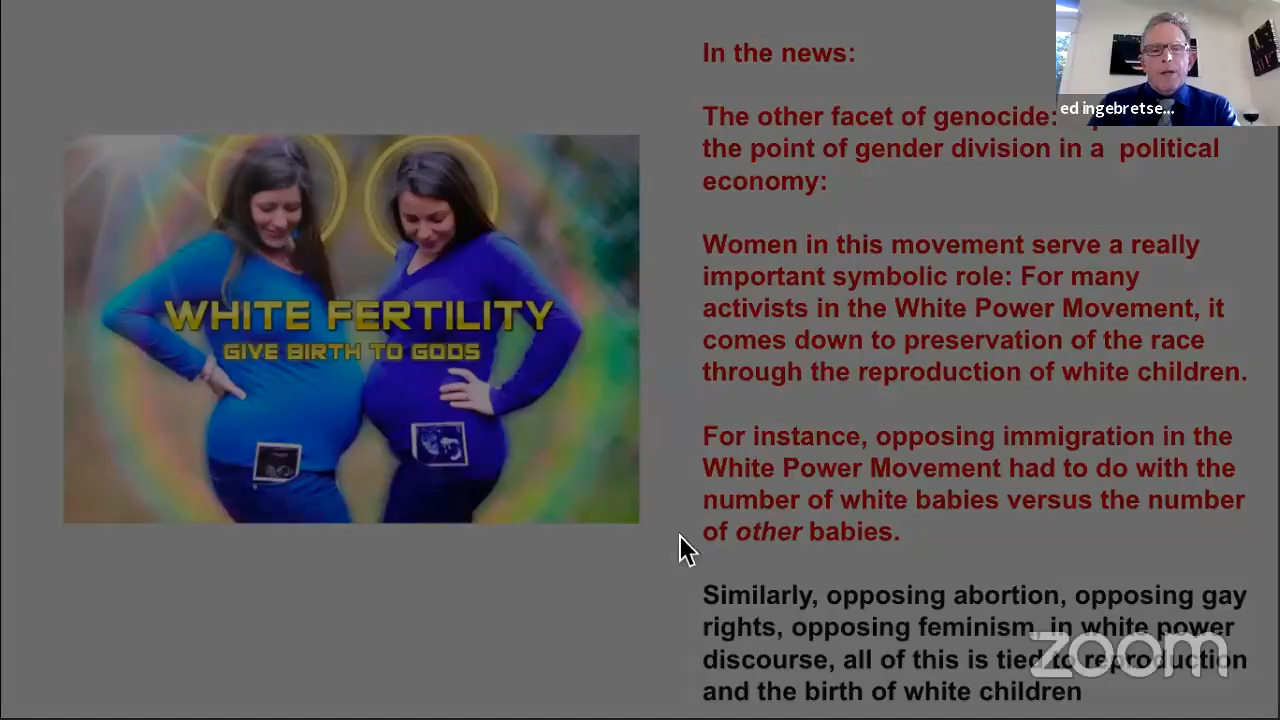 In the news:
ed ingebretse...
The other facet of genocide:
the point of gender division in a political
economy:
Women in this movement serve a really
important symbolic role: For many
activists in the White Power Movement, it
comes down to preservation of the race
through the reproduction of white children.
For instance, opposing immigration in the
White Power Movement had to do with the
number of white babies versus the number
of other babies.
Similarly, opposing abortion, opposing gay
rights, opposing feminism, in white power
discourse, all of this is tied to reproduction
and the birth of white children
WHITE FERTILITY
GIVE BIRTH TO GODS
zoom